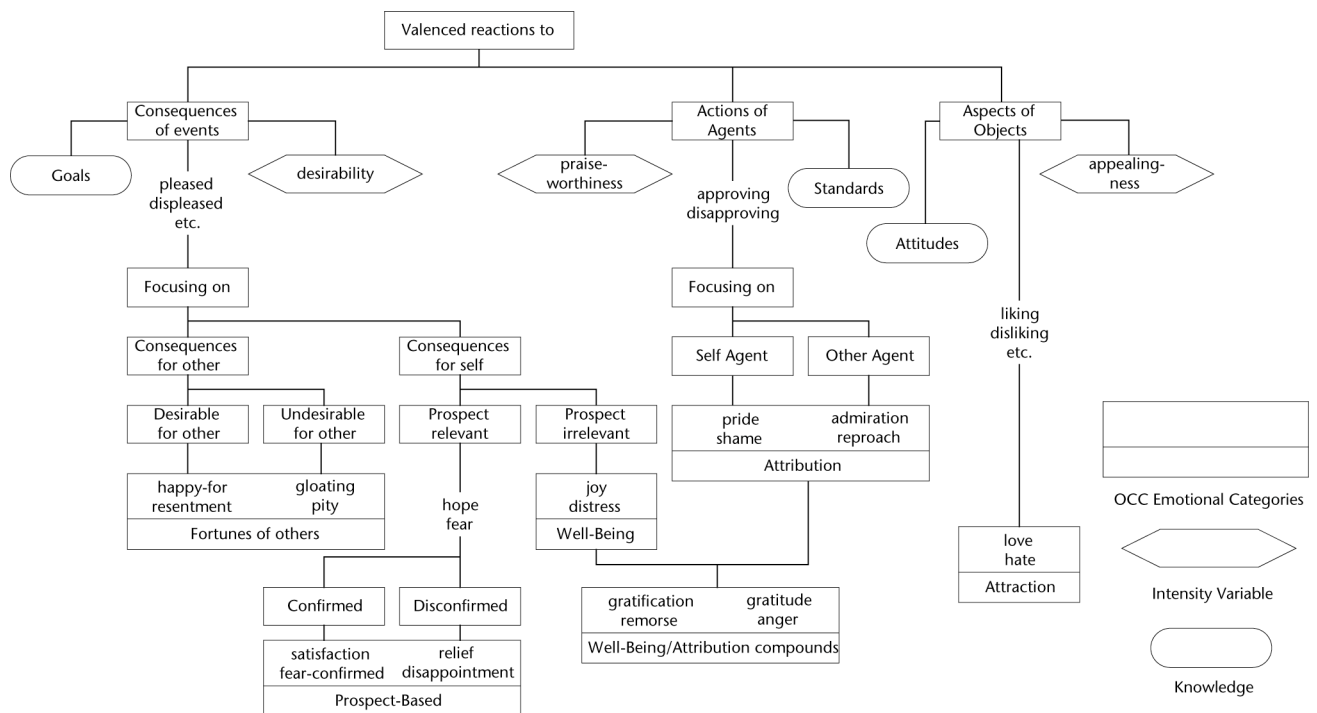 Valenced reactions to
Consequences
of events
Actions of
Agents
Aspects of
Objects
Goals
pleased
displeased
etc.
desirability
praise-
worthiness
approving
disapproving
Standards
Attitudes
appealing-
ness
Focusing on
Focusing on
liking
disliking
etc.
Consequences
for other
Consequences
for self
Self Agent
Other Agent
Desirable
for other
Undesirable
for other
Prospect
relevant
Prospect
irrelevant
pride
shame
admiration
reproach
Attribution
happy-for
resentment
gloating
pity
Fortunes of others
hope
fear
joy
distress
Well-Being
OCC Emotional Categories
love
hate
Attraction
Intensity Variable
Confirmed
Disconfirmed
gratification
remorse
gratitude
anger
Well-Being/Attribution compounds
satisfaction
fear-confirmed
relief
disappointment
Prospect-Based
Knowledge